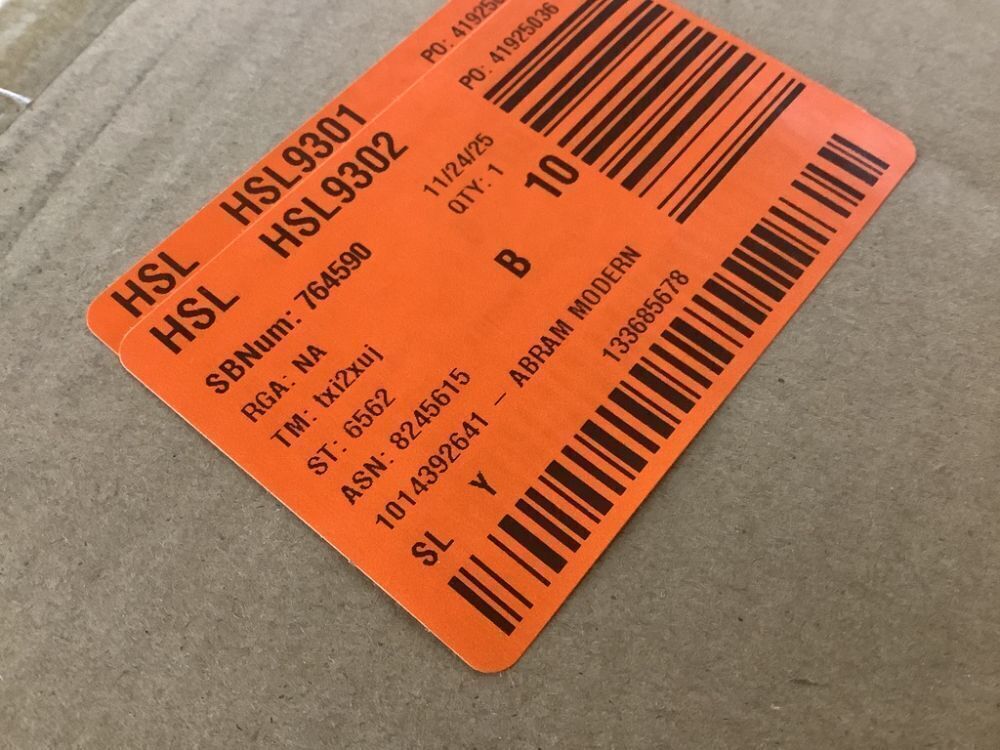 HSL HSL9301 PO: 41925
HSL HSL9302 PO: 41925036
SBNum: 764590 11/24/25
RGA: NA QTY: 1
TM: txi2xuj 10
ST: 6562
ASN: 8245615 B
1014392641 – ABRAM MODERN
SL Y 133685678